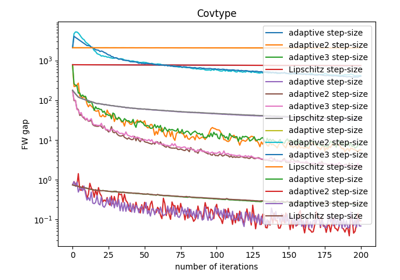 Covtype
FW gap
10³
10²
10¹
10⁰
10⁻¹
0
25
50
75
100
125
150
175
200
number of iterations
adaptive step-size
adaptive2 step-size
adaptive3 step-size
Lipschitz step-size
adaptive step-size
adaptive2 step-size
adaptive3 step-size
Lipschitz step-size
adaptive step-size
adaptive2 step-size
adaptive3 step-size
Lipschitz step-size
adaptive step-size
adaptive2 step-size
adaptive3 step-size
Lipschitz step-size